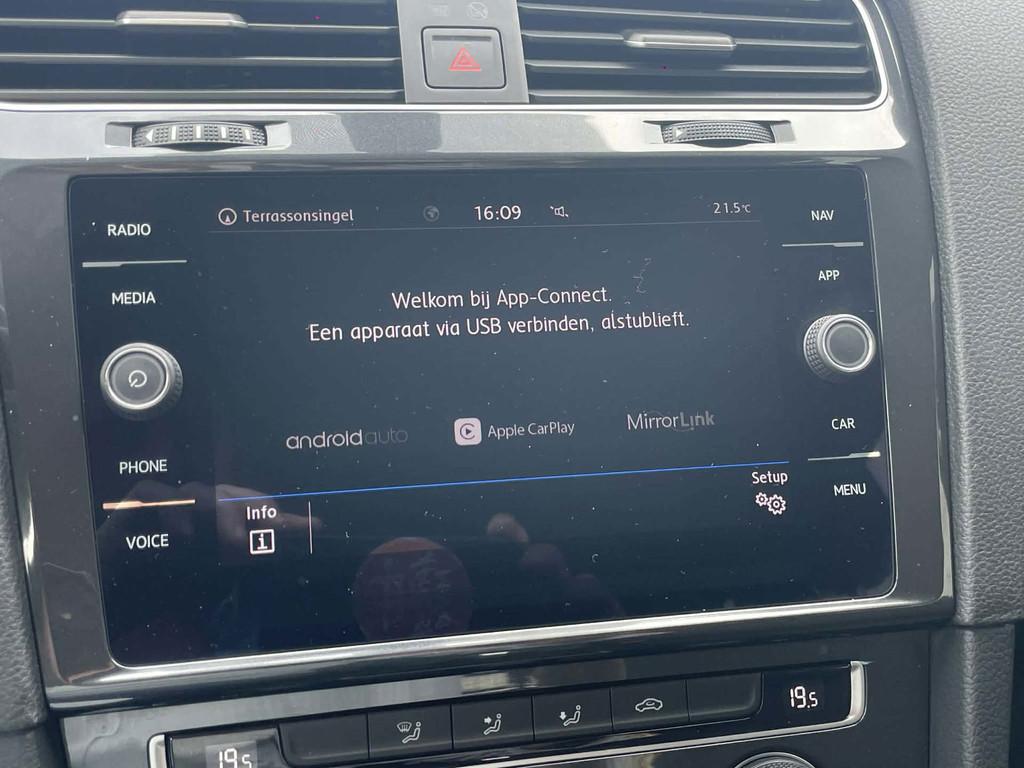 Terrassonsingel
16:09
21.5°C
RADIO
MEDIA
PHONE
VOICE
Welkom bij App-Connect.
Een apparaat via USB verbinden, alstublieft.
androidauto
Apple CarPlay
MirrorLink
Info
Setup
NAV
APP
CAR
MENU
19.5
19.5